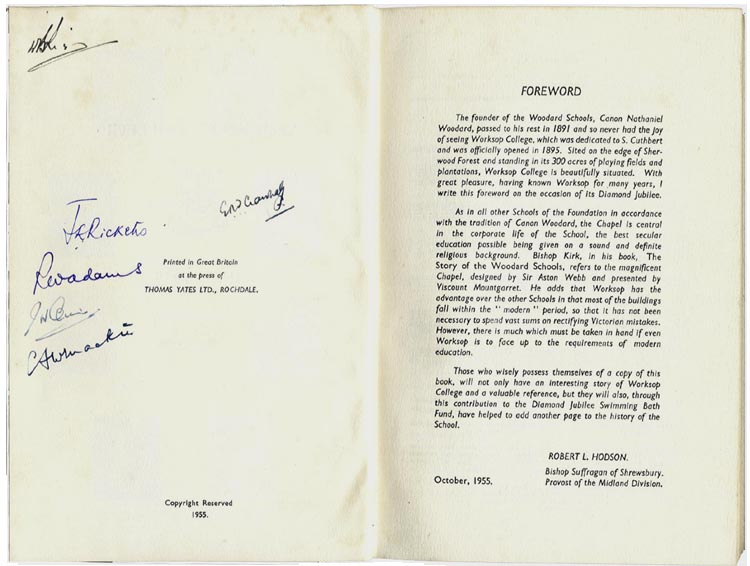 J R Ricketts
Revadams
Printed in Great Britain
at the press of
THOMAS YATES LTD., ROCHDALE.
Copyright Reserved
1955.
FOREWORD
The founder of the Woodard Schools, Canon Nathaniel
Woodard, passed to his rest in 1891 and so never had the joy
of seeing Worksop College, which was dedicated to S. Cuthbert
and was officially opened in 1895. Sited on the edge of Sher-
wood Forest and standing in its 300 acres of playing fields and
plantations, Worksop College is beautifully situated. With
great pleasure, having known Worksop for many years, I
write this foreword on the occasion of its Diamond Jubilee.
As in all other Schools of the Foundation in accordance
with the tradition of Canon Woodard, the Chapel is central
in the corporate life of the School, the best secular
education possible being given on a sound and definite
religious background. Bishop Kirk, in his book, The
Story of the Woodard Schools, refers to the magnificent
Chapel, designed by Sir Aston Webb and presented by
Viscount Mountgarret. He adds that Worksop has the
advantage over the other Schools in that most of the buildings
fall within the " modern " period, so that it has not been
necessary to spend vast sums on rectifying Victorian mistakes.
However, there is much which must be taken in hand if even
Worksop is to face up to the requirements of modern
education.
Those who wisely possess themselves of a copy of this
book, will not only have an interesting story of Worksop
College and a valuable reference, but they will also, through
this contribution to the Diamond Jubilee Swimming Bath
Fund, have helped to add another page to the history of the
School.
ROBERT L. HODSON.
Bishop Suffragan of Shrewsbury.
October, 1955. Provost of the Midland Division.